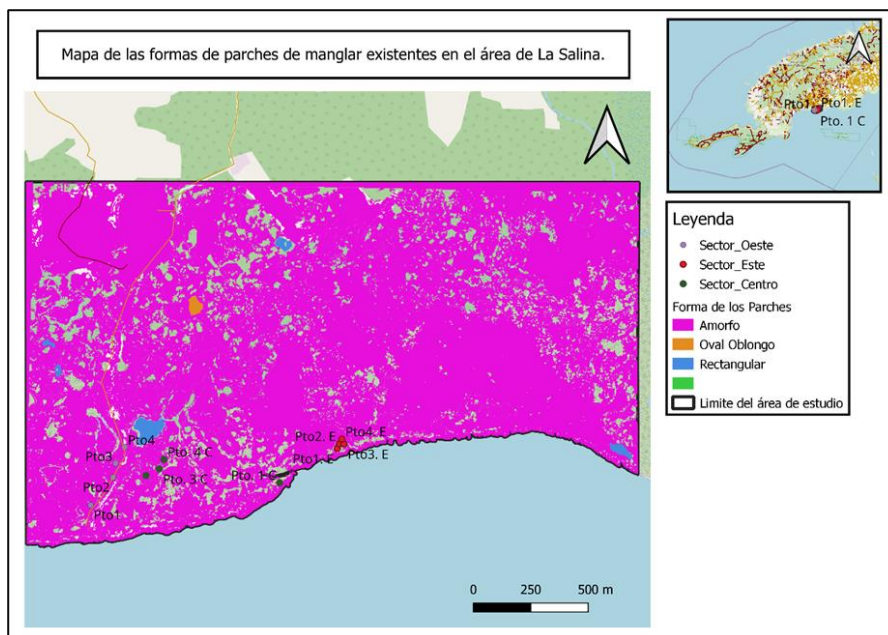 Mapa de las formas de parches de manglar existentes en el área de La Salina.
Pto1. E
Pto. 1 C
Leyenda
Sector_Oeste
Sector_Este
Sector_Centro
Forma de los Parches
Amorfo
Oval Oblongo
Rectangular
Limite del área de estudio
Pto4
Pto2. E
Pto4. E
Pto3
Pto. 4 C
Pto1. E
Pto3. E
Pto2
Pto. 3 C
Pto. 1 C
Pto1
0 250 500 m